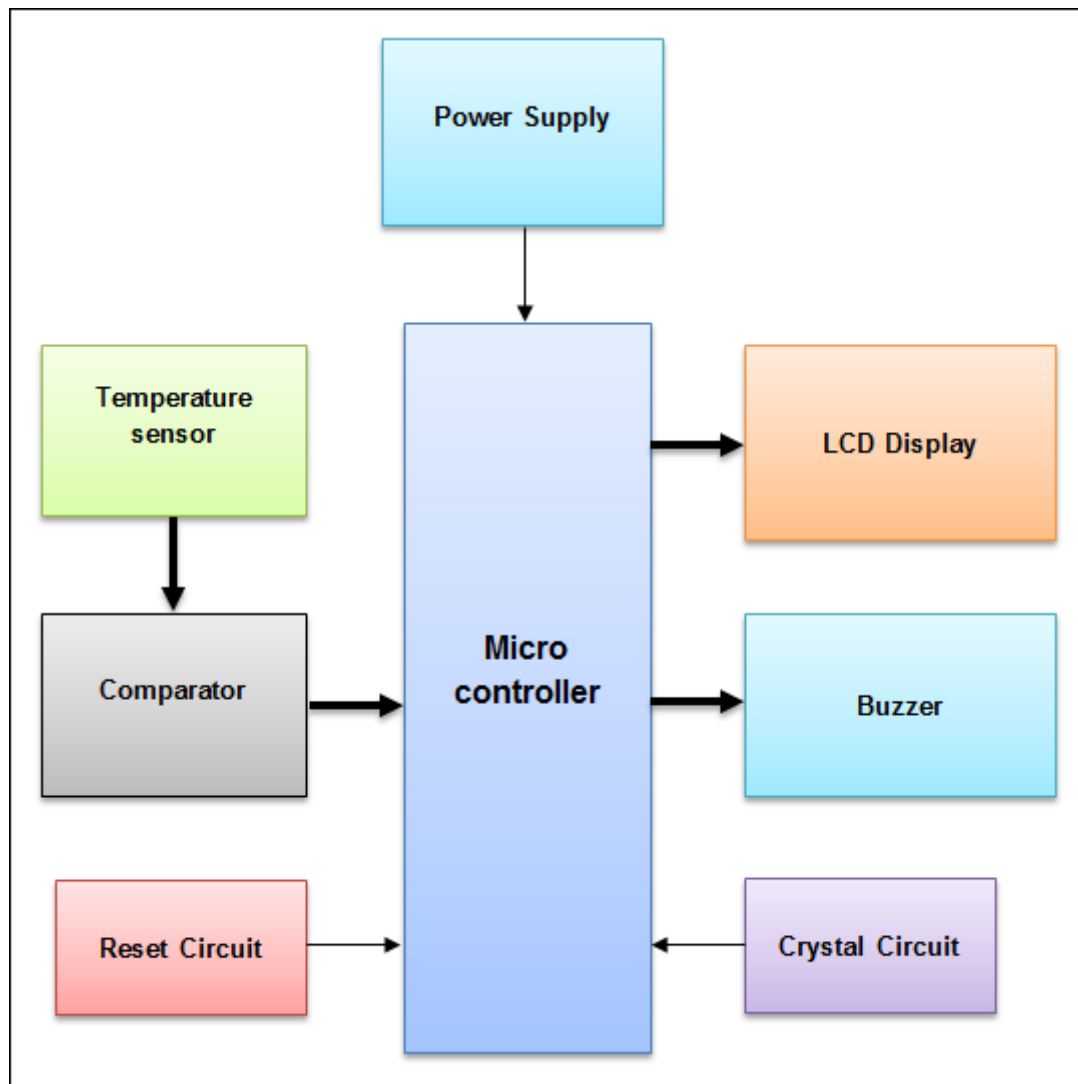 Power Supply
Temperature
sensor
LCD Display
Micro
controller
Comparator
Buzzer
Reset Circuit
Crystal Circuit